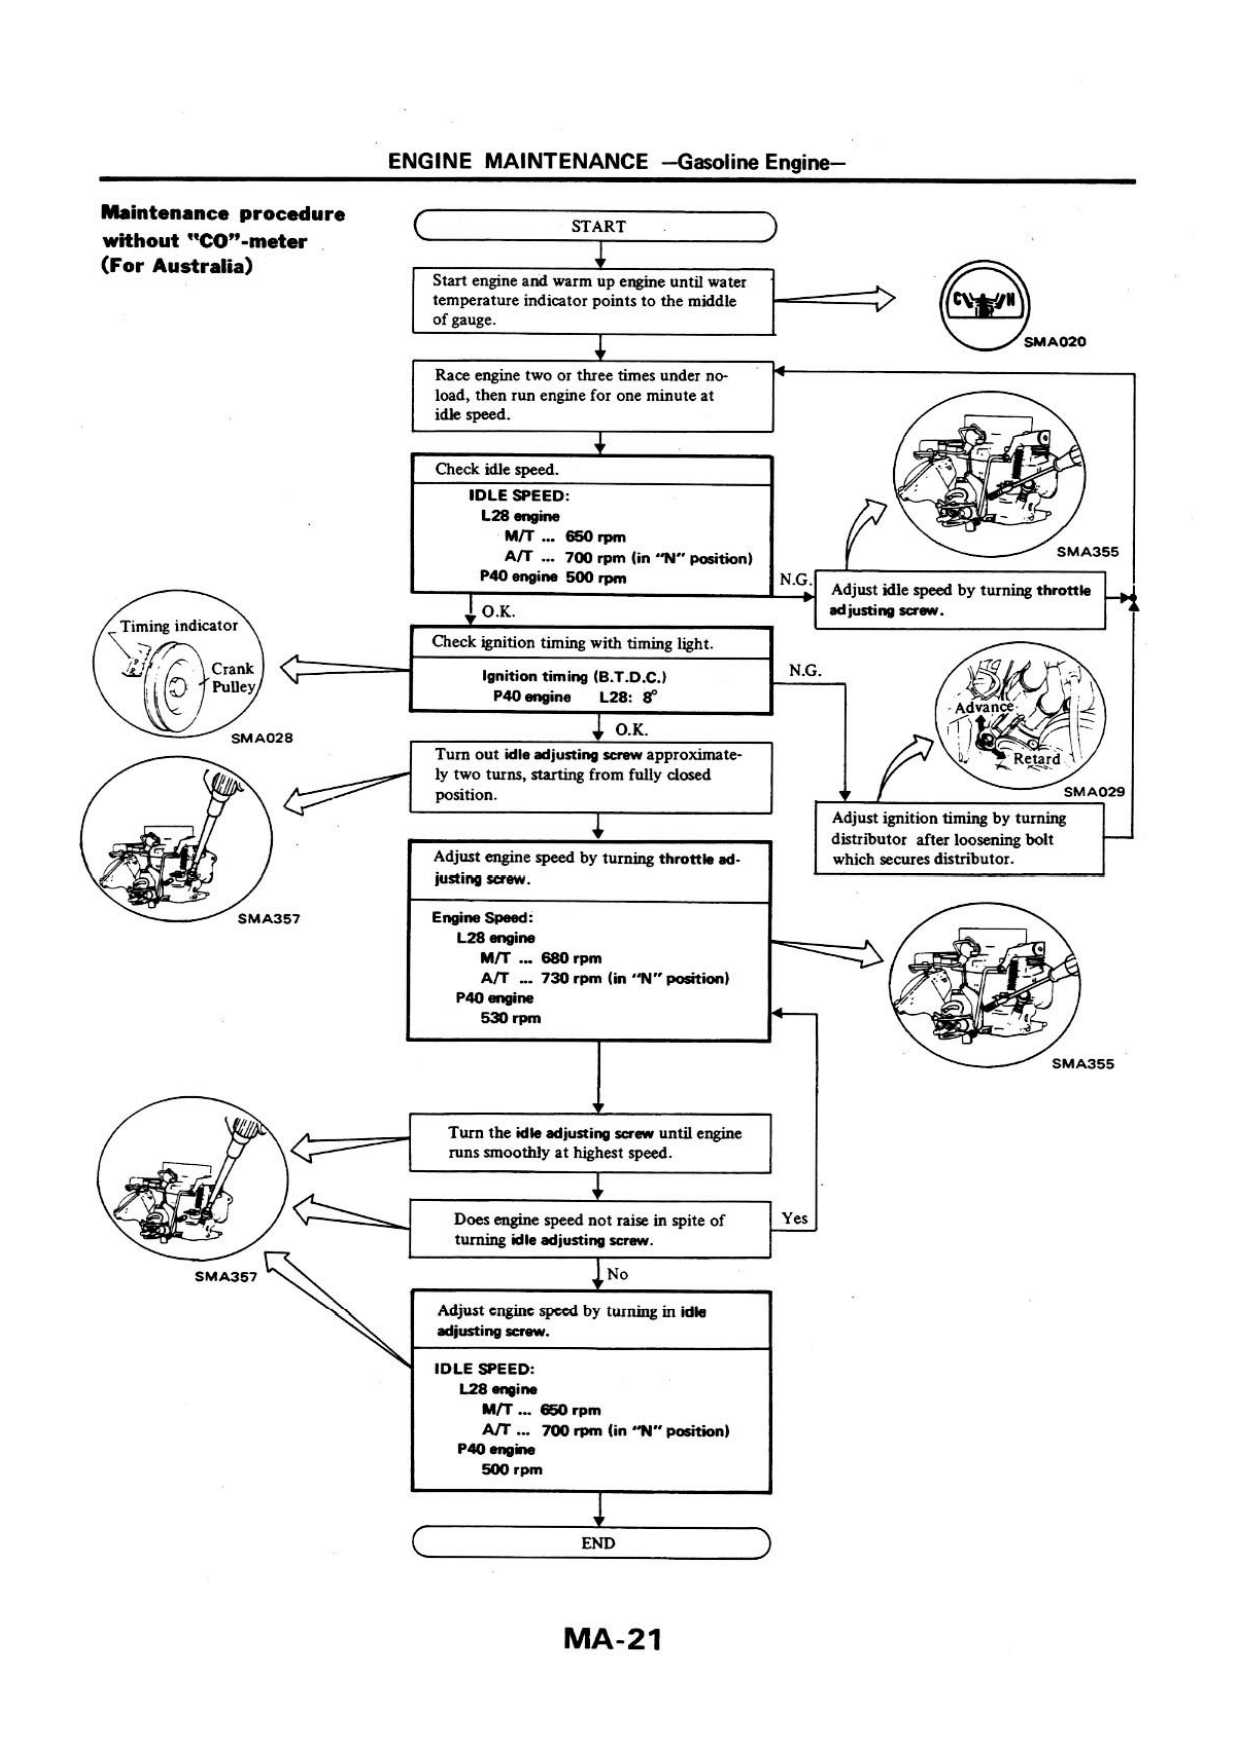 ENGINE MAINTENANCE —Gasoline Engine—
Maintenance procedure
without "CO"-meter
(For Australia)
START
Start engine and warm up engine until water
temperature indicator points to the middle
of gauge.
C N
SMA020
Race engine two or three times under no-
load, then run engine for one minute at
idle speed.
Check idle speed.
IDLE SPEED:
L28 engine
M/T ... 650 rpm
A/T ... 700 rpm (in "N" position)
P40 engine 500 rpm
SMA355
N.G.
Adjust idle speed by turning throttle
adjusting screw.
O.K.
Timing indicator
Crank
Pulley
SMA028
Check ignition timing with timing light.
Ignition timing (B.T.D.C.)
P40 engine L28: 8°
N.G.
Advance
Retard
SMA029
O.K.
Turn out idle adjusting screw approximate-
ly two turns, starting from fully closed
position.
SMA357
Adjust ignition timing by turning
distributor after loosening bolt
which secures distributor.
Adjust engine speed by turning throttle ad-
justing screw.
Engine Speed:
L28 engine
M/T ... 680 rpm
A/T ... 730 rpm (in "N" position)
P40 engine
530 rpm
SMA355
Turn the idle adjusting screw until engine
runs smoothly at highest speed.
Does engine speed not raise in spite of
turning idle adjusting screw.
Yes
SMA357
No
Adjust engine speed by turning in idle
adjusting screw.
IDLE SPEED:
L28 engine
M/T ... 650 rpm
A/T ... 700 rpm (in "N" position)
P40 engine
500 rpm
END
MA-21